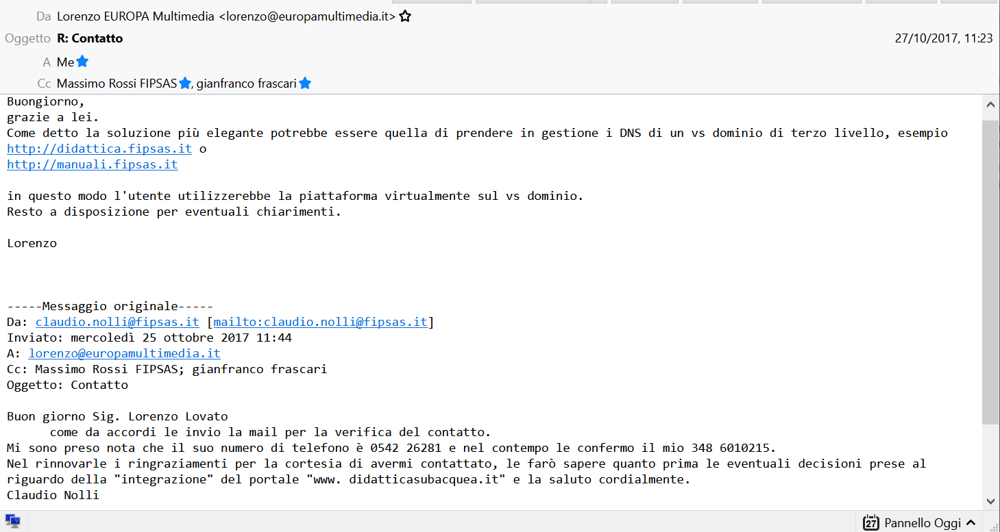 Da Lorenzo EUROPA Multimedia <lorenzo@europamultimedia.it>
Oggetto R: Contatto 27/10/2017, 11:23
A Me
Cc Massimo Rossi FIPSAS, gianfranco frascari
Buongiorno,
grazie a lei.
Come detto la soluzione più elegante potrebbe essere quella di prendere in gestione i DNS di un vs dominio di terzo livello, esempio
http://didattica.fipsas.it o
http://manuali.fipsas.it
in questo modo l'utente utilizzerebbe la piattaforma virtualmente sul vs dominio.
Resto a disposizione per eventuali chiarimenti.
Lorenzo
-----Messaggio originale-----
Da: claudio.nolli@fipsas.it [mailto:claudio.nolli@fipsas.it]
Inviato: mercoledì 25 ottobre 2017 11:44
A: lorenzo@europamultimedia.it
Cc: Massimo Rossi FIPSAS; gianfranco frascari
Oggetto: Contatto
Buon giorno Sig. Lorenzo Lovato
come da accordi le invio la mail per la verifica del contatto.
Mi sono preso nota che il suo numero di telefono è 0542 26281 e nel contempo le confermo il mio 348 6010215.
Nel rinnovarle i ringraziamenti per la cortesia di avermi contattato, le farò sapere quanto prima le eventuali decisioni prese al
riguardo della "integrazione" del portale "www. didatticasubacquea.it" e la saluto cordialmente.
Claudio Nolli
27 Pannello Oggi